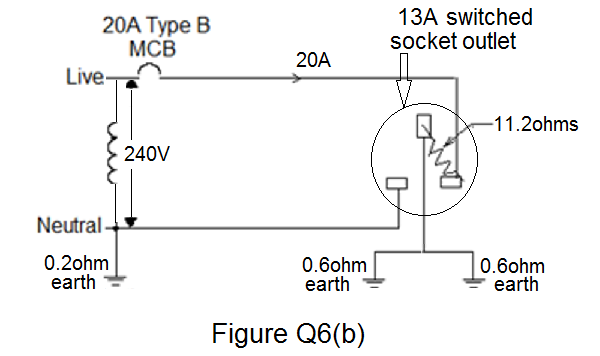 20A Type B
MCB
13A switched
socket outlet
Live
20A
11.2ohms
240V
Neutral
0.2ohm
earth
0.6ohm
earth
0.6ohm
earth
Figure Q6(b)